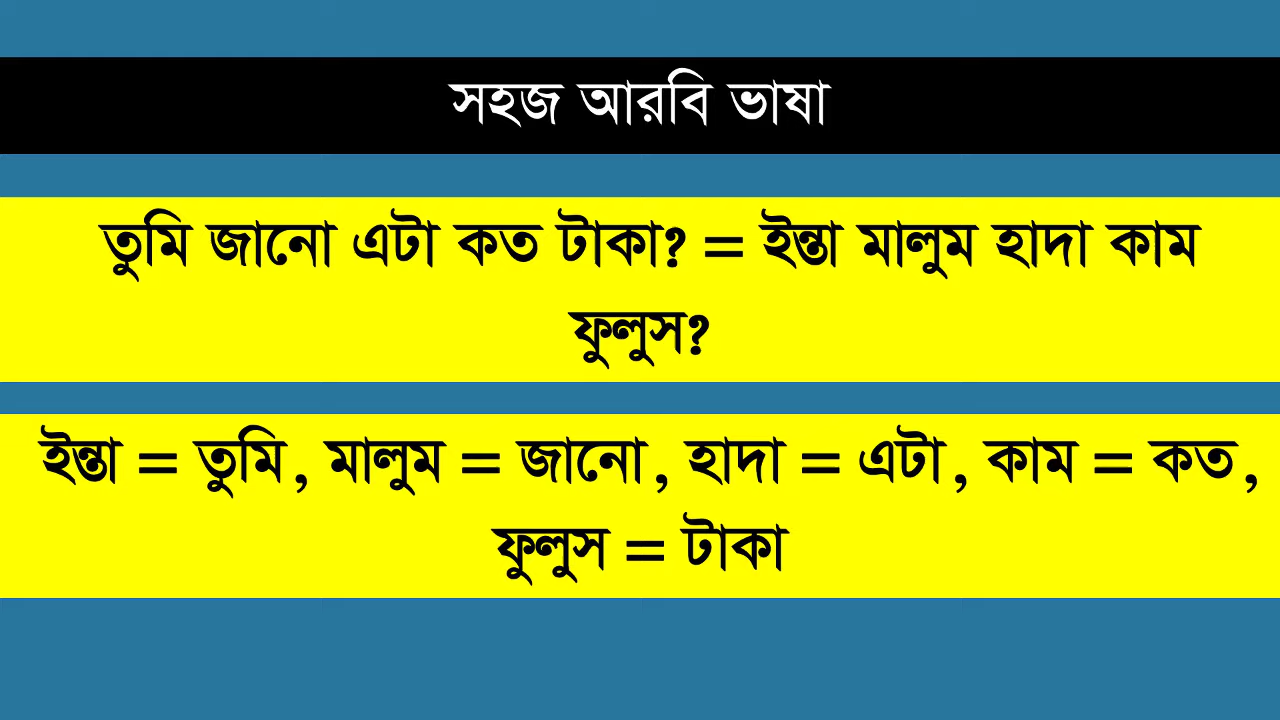 সহজ আরবি ভাষা
তুমি জানো এটা কত টাকা? = ইন্তা মালুম হাদা কাম
ফুলুস?
ইন্তা = তুমি, মালুম = জানো, হাদা = এটা, কাম = কত,
ফুলুস = টাকা